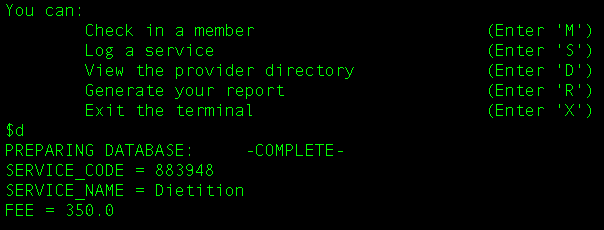 You can:
Check in a member (Enter 'M')
Log a service (Enter 'S')
View the provider directory (Enter 'D')
Generate your report (Enter 'R')
Exit the terminal (Enter 'X')
$d
PREPARING DATABASE: -COMPLETE-
SERVICE_CODE = 883948
SERVICE_NAME = Dietition
FEE = 350.0